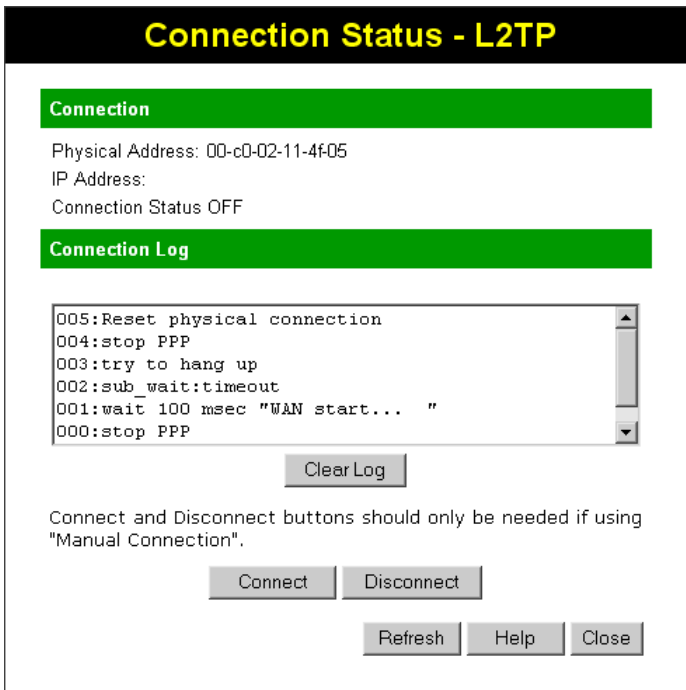 Connection Status - L2TP
Connection
Physical Address: 00-c0-02-11-4f-05
IP Address:
Connection Status OFF
Connection Log
005:Reset physical connection
004:stop PPP
003:try to hang up
002:sub_wait:timeout
001:wait 100 msec "WAN start...  "
000:stop PPP
Clear Log
Connect and Disconnect buttons should only be needed if using
"Manual Connection".
Connect Disconnect
Refresh Help Close